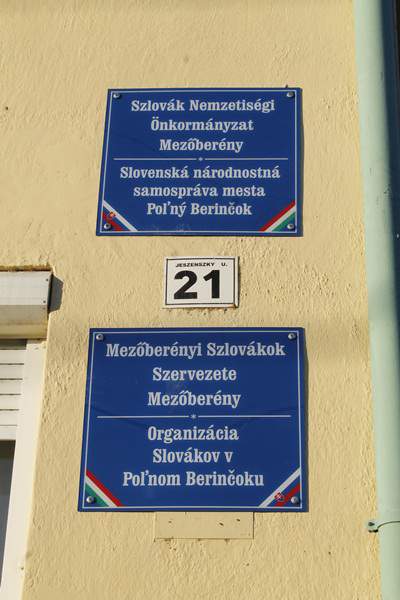 Szlovák Nemzetiségi
Önkormányzat
Mezőberény
Slovenská národnostná
samospráva mesta
Poľný Berinčok
JESZENSZKY U.
21
Mezőberényi Szlovákok
Szervezete
Mezőberény
Organizácia
Slovákov v
Poľnom Berinčoku